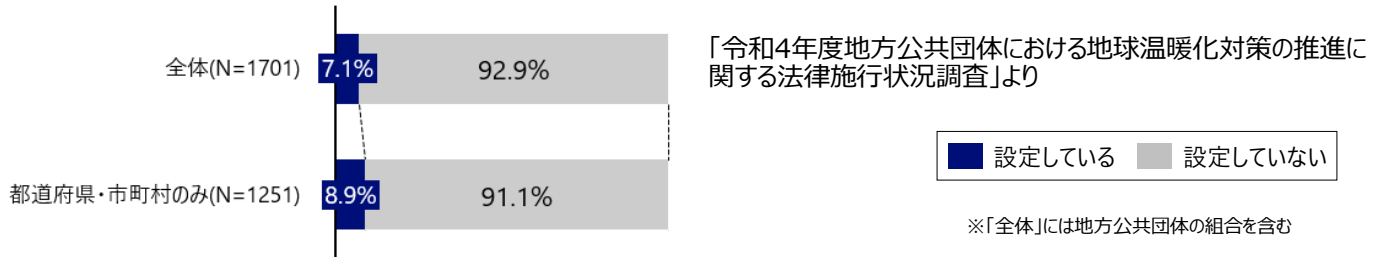 全体(N=1701)
7.1%
92.9%
「令和4年度地方公共団体における地球温暖化対策の推進に
関する法律施行状況調査」より
設定している
設定していない
都道府県・市町村のみ(N=1251)
8.9%
91.1%
※「全体」には地方公共団体の組合を含む